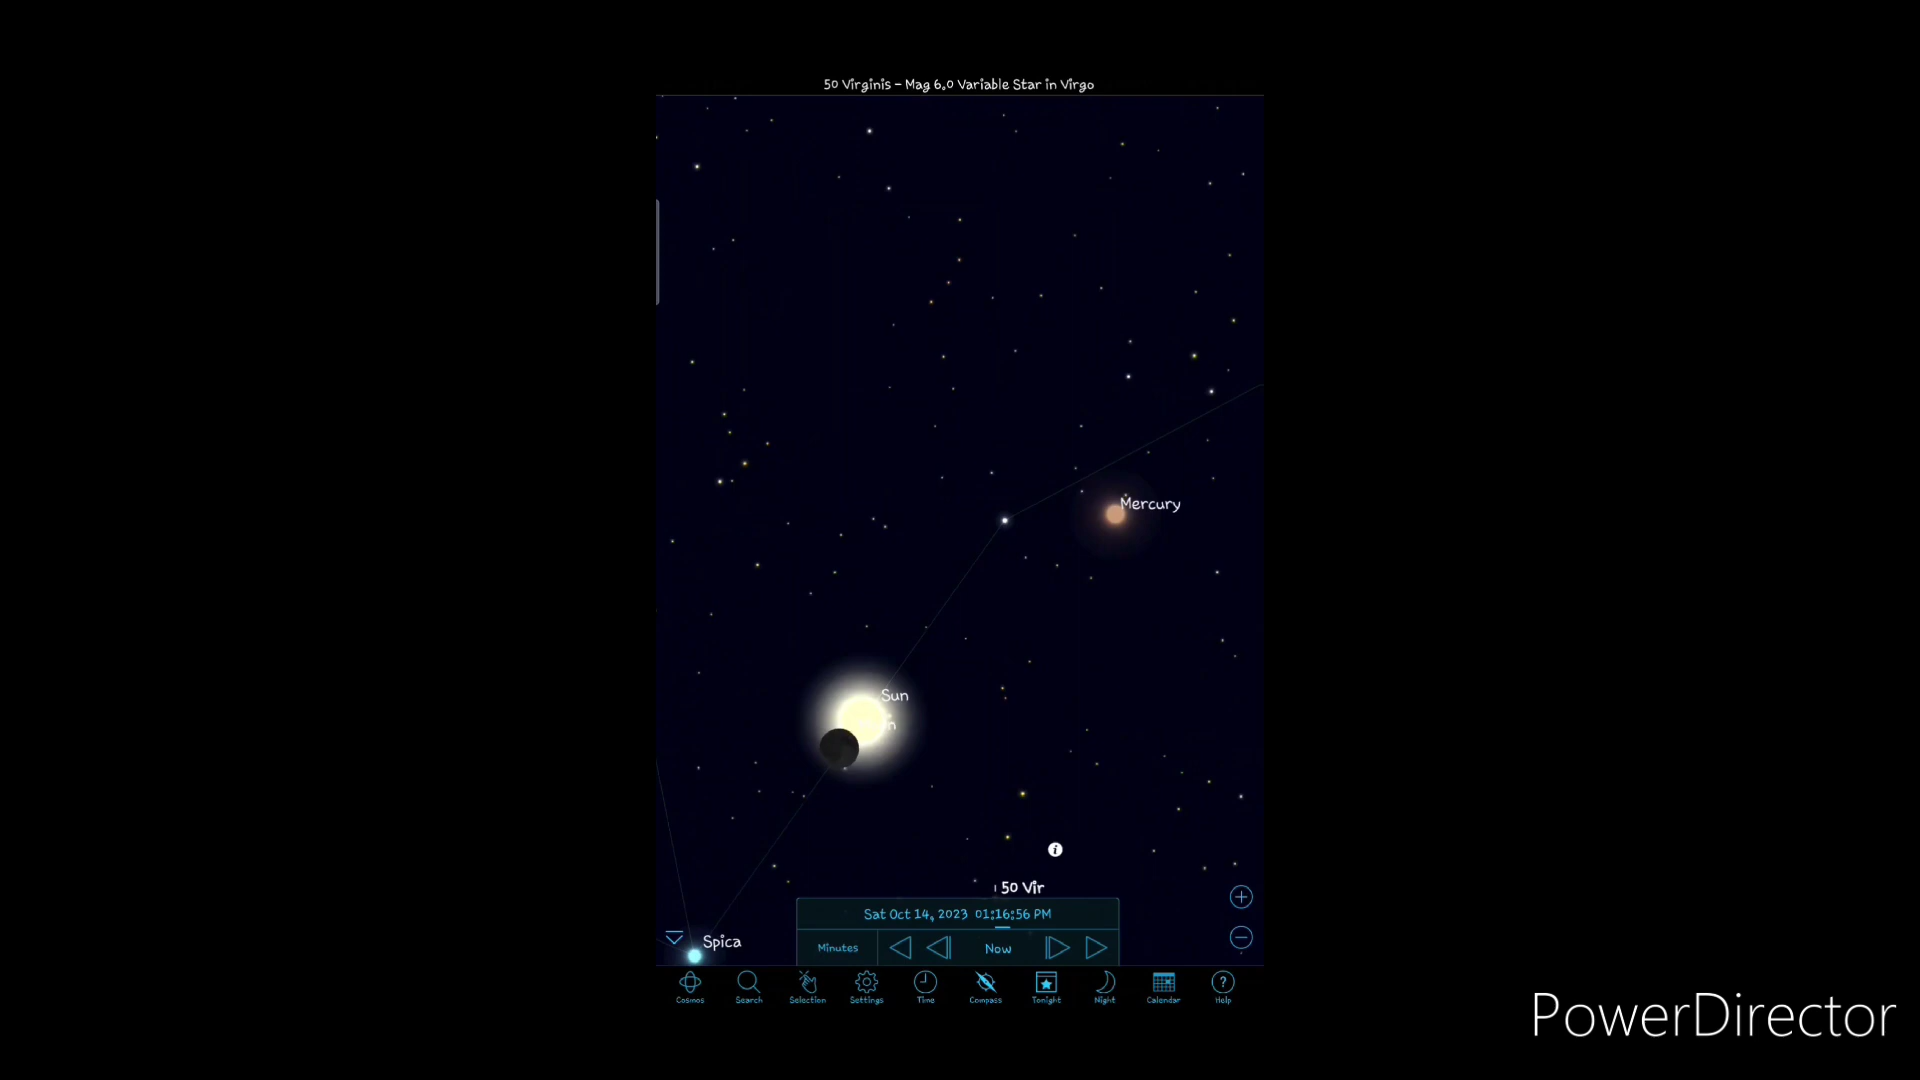 50 Virginis - Mag 6.0 Variable Star in Virgo
Mercury
Sun
50 Vir
Sat Oct 14, 2023 01:16:56 PM
Spica
Minutes
Now
Cosmos
Search
Selection
Settings
Time
Compass
Tonight
Night
Calendar
Help
PowerDirector